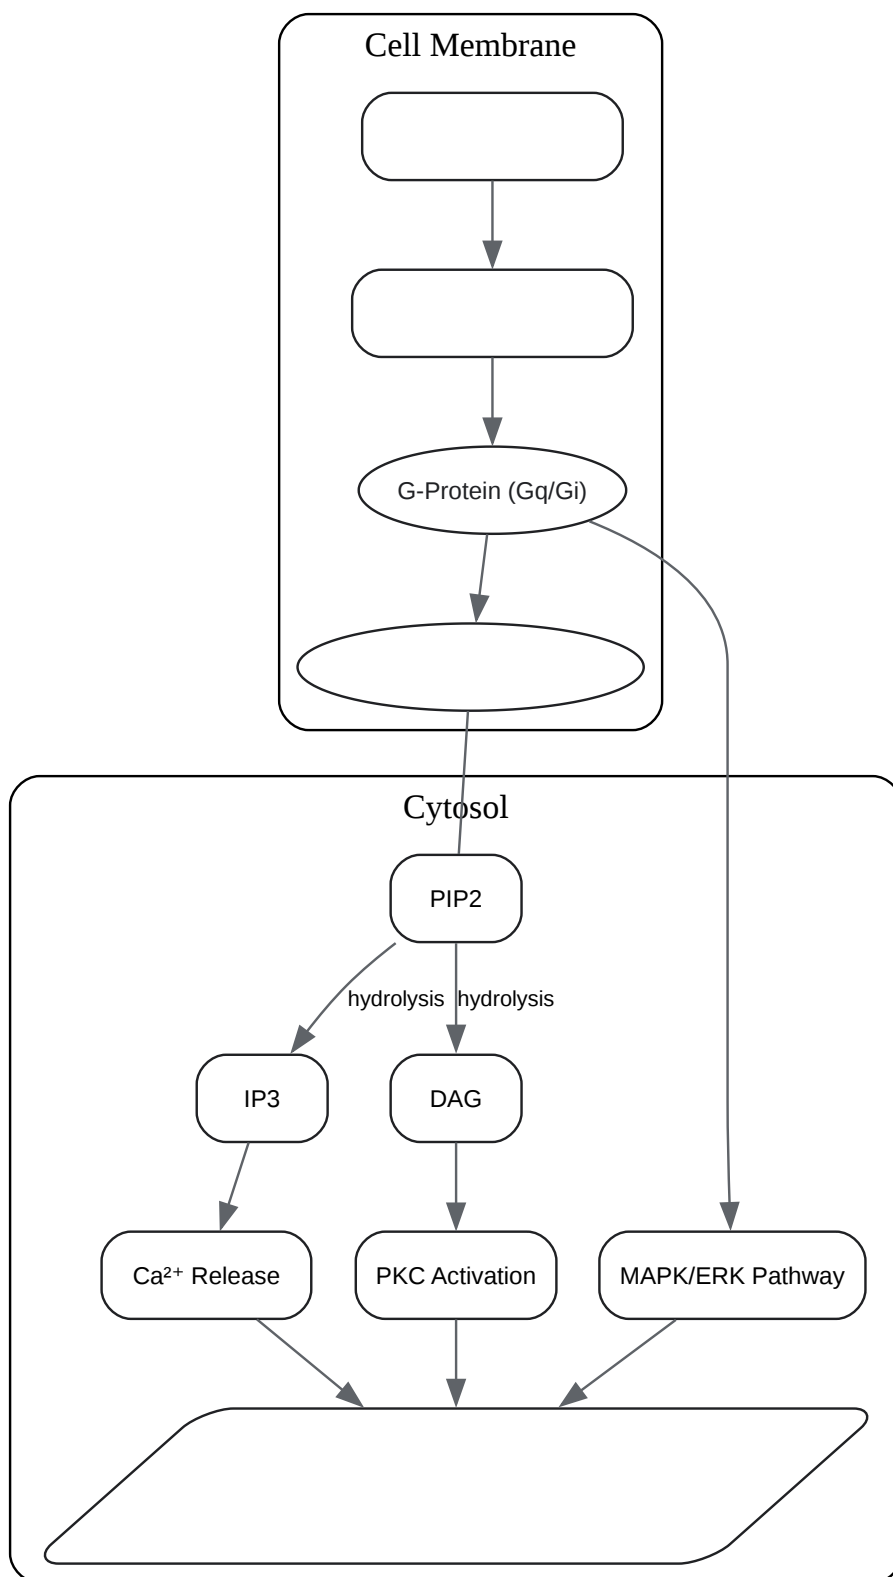 Cell Membrane
G-Protein (Gq/Gi)
Cytosol
PIP2
hydrolysis hydrolysis
IP3 DAG
Ca²⁺ Release PKC Activation MAPK/ERK Pathway